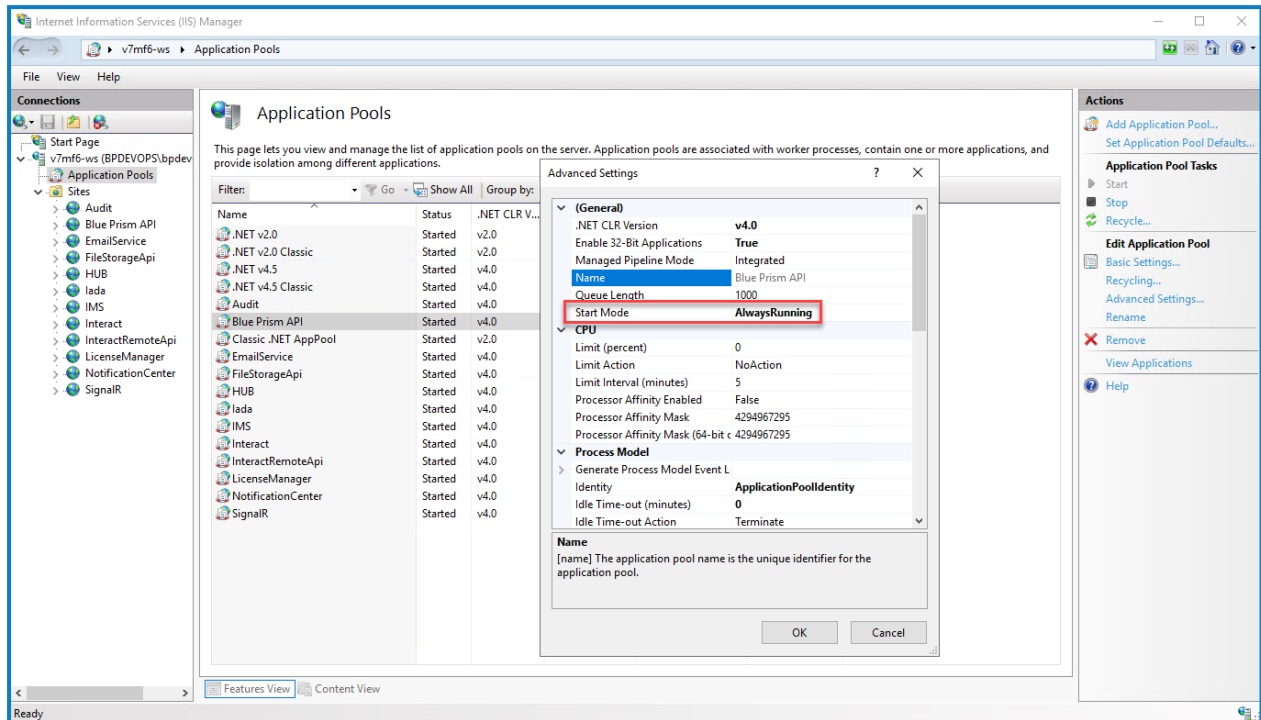 Internet Information Services (IIS) Manager
v7mf6-ws
Application Pools
File View Help
Connections
Start Page
v7mf6-ws (BPDEVOPS\bpdev
Application Pools
Sites
Audit
Blue Prism API
EmailService
FileStorageApi
HUB
Iada
IMS
Interact
InteractRemoteApi
LicenseManager
NotificationCenter
SignalR
Application Pools
This page lets you view and manage the list of application pools on the server. Application pools are associated with worker processes, contain one or more applications, and
provide isolation among different applications.
Filter: Go Show All Group by:
Name Status .NET CLR V...
.NET v2.0 Started v2.0
.NET v2.0 Classic Started v2.0
.NET v4.5 Started v4.0
.NET v4.5 Classic Started v4.0
Audit Started v4.0
Blue Prism API Started v4.0
Classic .NET AppPool Started v2.0
EmailService Started v4.0
FileStorageApi Started v4.0
HUB Started v4.0
Iada Started v4.0
IMS Started v4.0
Interact Started v4.0
InteractRemoteApi Started v4.0
LicenseManager Started v4.0
NotificationCenter Started v4.0
SignalR Started v4.0
Advanced Settings ?
(General)
.NET CLR Version v4.0
Enable 32-Bit Applications True
Managed Pipeline Mode Integrated
Name Blue Prism API
Queue Length 1000
Start Mode AlwaysRunning
CPU
Limit (percent) 0
Limit Action NoAction
Limit Interval (minutes) 5
Processor Affinity Enabled False
Processor Affinity Mask 4294967295
Processor Affinity Mask (64-bit c 4294967295
Process Model
Generate Process Model Event L
Identity ApplicationPoolIdentity
Idle Time-out (minutes) 0
Idle Time-out Action Terminate
Name
[name] The application pool name is the unique identifier for the
application pool.
OK Cancel
Features View Content View
Actions
Add Application Pool...
Set Application Pool Defaults...
Application Pool Tasks
Start
Stop
Recycle...
Edit Application Pool
Basic Settings...
Recycling...
Advanced Settings...
Rename
Remove
View Applications
Help
Ready